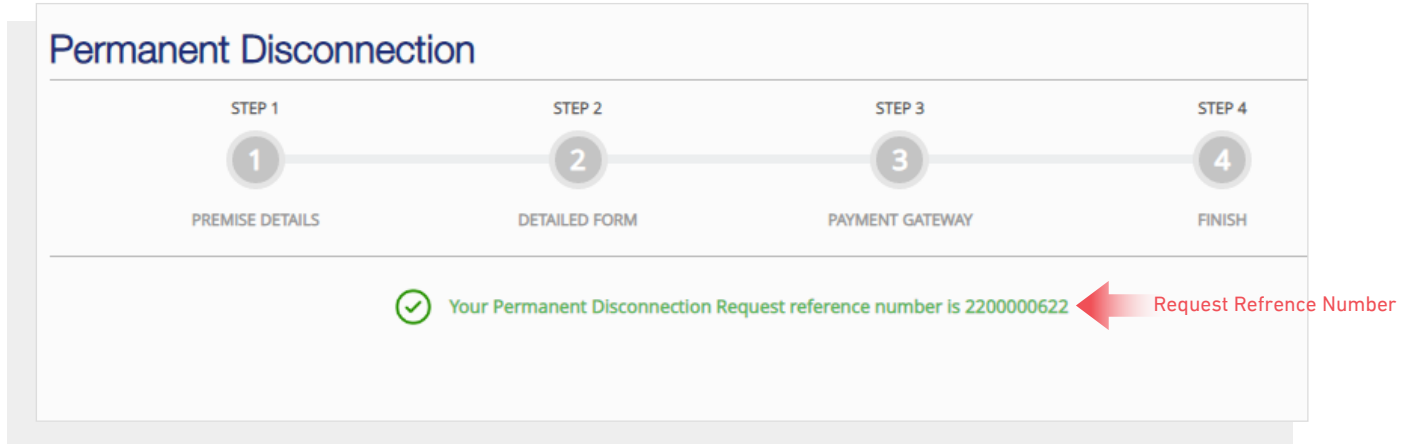 Permanent Disconnection
STEP 1 STEP 2 STEP 3 STEP 4
1 2 3 4
PREMISE DETAILS DETAILED FORM PAYMENT GATEWAY FINISH
Your Permanent Disconnection Request reference number is 2200000622 Request Refrence Number